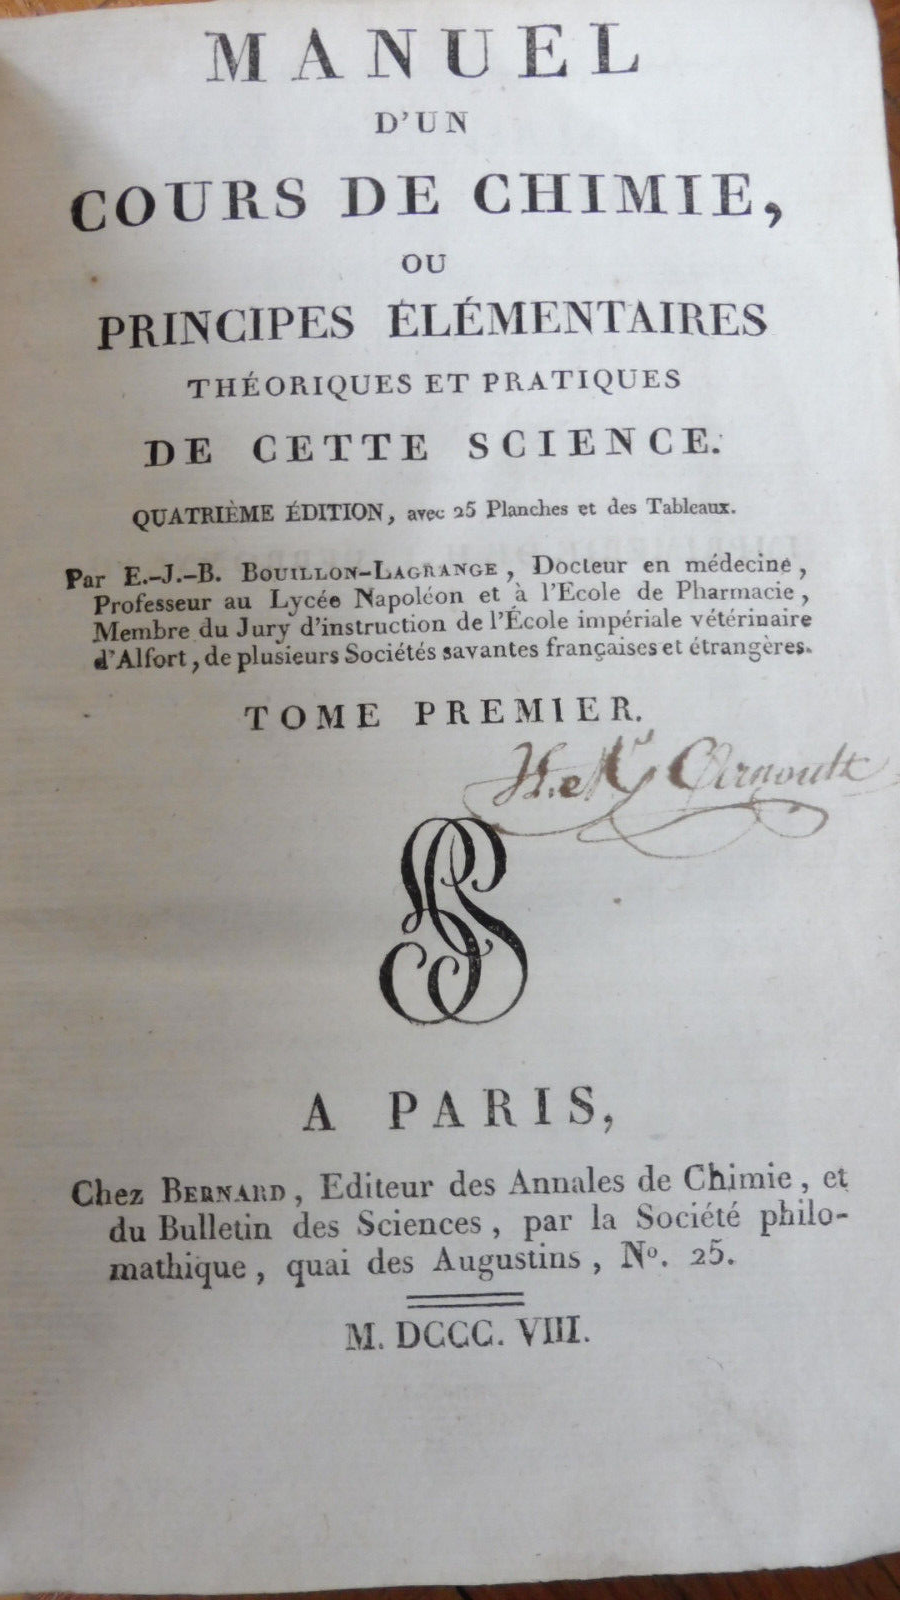 MANUEL
D'UN
COURS DE CHIMIE,
OU
PRINCIPES ÉLÉMENTAIRES
THÉORIQUES ET PRATIQUES
DE CETTE SCIENCE.
QUATRIÈME ÉDITION, avec 25 Planches et des Tableaux.
Par E.-J.-B. BOUILLON-LAGRANGE, Docteur en médecine,
Professeur au Lycée Napoléon et à l'Ecole de Pharmacie,
Membre du Jury d'instruction de l'École impériale vétérinaire
d'Alfort, de plusieurs Sociétés savantes françaises et étrangères.
TOME PREMIER.
A PARIS,
Chez BERNARD, Editeur des Annales de Chimie, et
du Bulletin des Sciences, par la Société philo-
mathique, quai des Augustins, Nº. 25.
M. DCCC. VIII.